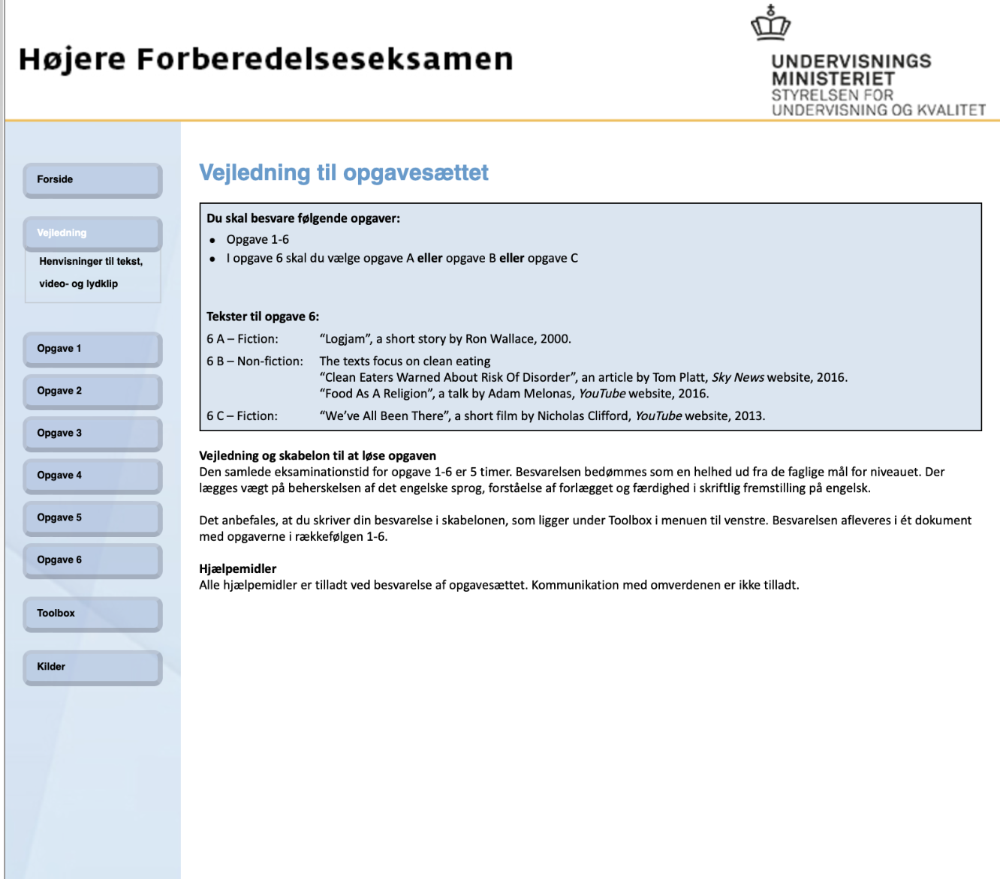 Højere Forberedelseseksamen
UNDERVISNINGS
MINISTERIET
STYRELSEN FOR
UNDERVISNING OG KVALITET
Forside
Vejledning
Henvisninger til tekst,
video- og lydklip
Opgave 1
Opgave 2
Opgave 3
Opgave 4
Opgave 5
Opgave 6
Toolbox
Kilder
Vejledning til opgavesættet
Du skal besvare følgende opgaver:
• Opgave 1-6
• I opgave 6 skal du vælge opgave A eller opgave B eller opgave C
Tekster til opgave 6:
6 A – Fiction: “Logjam”, a short story by Ron Wallace, 2000.
6 B – Non-fiction: The texts focus on clean eating
“Clean Eaters Warned About Risk Of Disorder”, an article by Tom Platt, Sky News website, 2016.
“Food As A Religion”, a talk by Adam Melonas, YouTube website, 2016.
6 C – Fiction: “We’ve All Been There”, a short film by Nicholas Clifford, YouTube website, 2013.
Vejledning og skabelon til at løse opgaven
Den samlede eksaminationstid for opgave 1-6 er 5 timer. Besvarelsen bedømmes som en helhed ud fra de faglige mål for niveauet. Der
lægges vægt på beherskelsen af det engelske sprog, forståelse af forlægget og færdighed i skriftlig fremstilling på engelsk.
Det anbefales, at du skriver din besvarelse i skabelonen, som ligger under Toolbox i menuen til venstre. Besvarelsen afleveres i ét dokument
med opgaverne i rækkefølgen 1-6.
Hjælpemidler
Alle hjælpemidler er tilladt ved besvarelse af opgavesættet. Kommunikation med omverdenen er ikke tilladt.